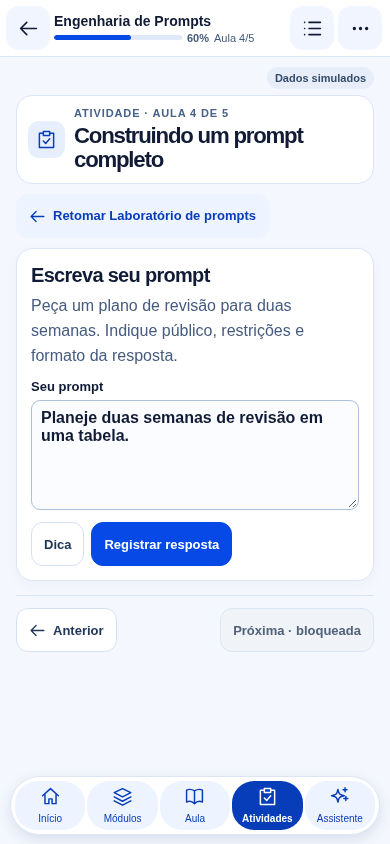 Engenharia de Prompts
60% Aula 4/5
Dados simulados
ATIVIDADE · AULA 4 DE 5
Construindo um prompt
completo
Retomar Laboratório de prompts
Escreva seu prompt
Peça um plano de revisão para duas
semanas. Indique público, restrições e
formato da resposta.
Seu prompt
Planeje duas semanas de revisão em
uma tabela.
Dica
Registrar resposta
Anterior
Próxima · bloqueada
Início
Módulos
Aula
Atividades
Assistente